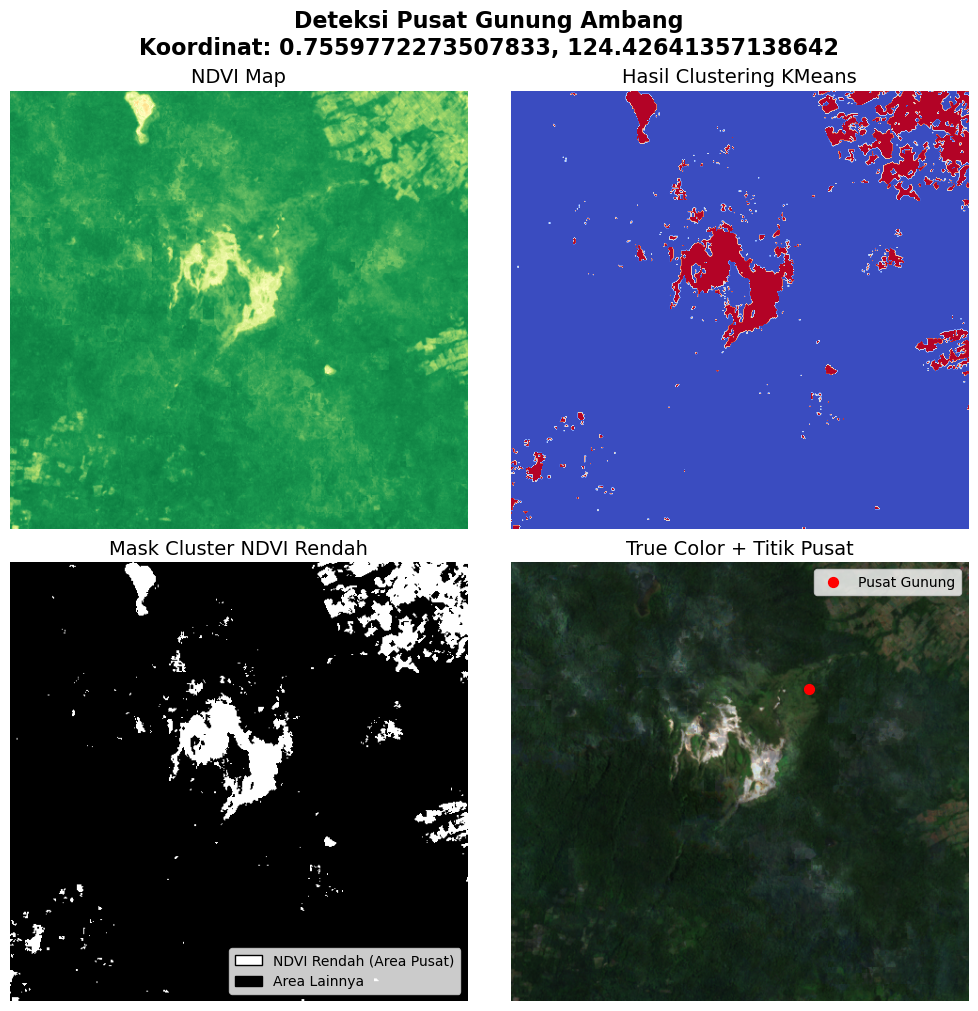 Deteksi Pusat Gunung Ambang
Koordinat: 0.7559772273507833, 124.42641357138642
NDVI Map
Hasil Clustering KMeans
Mask Cluster NDVI Rendah
True Color + Titik Pusat
Pusat Gunung
NDVI Rendah (Area Pusat)
Area Lainnya